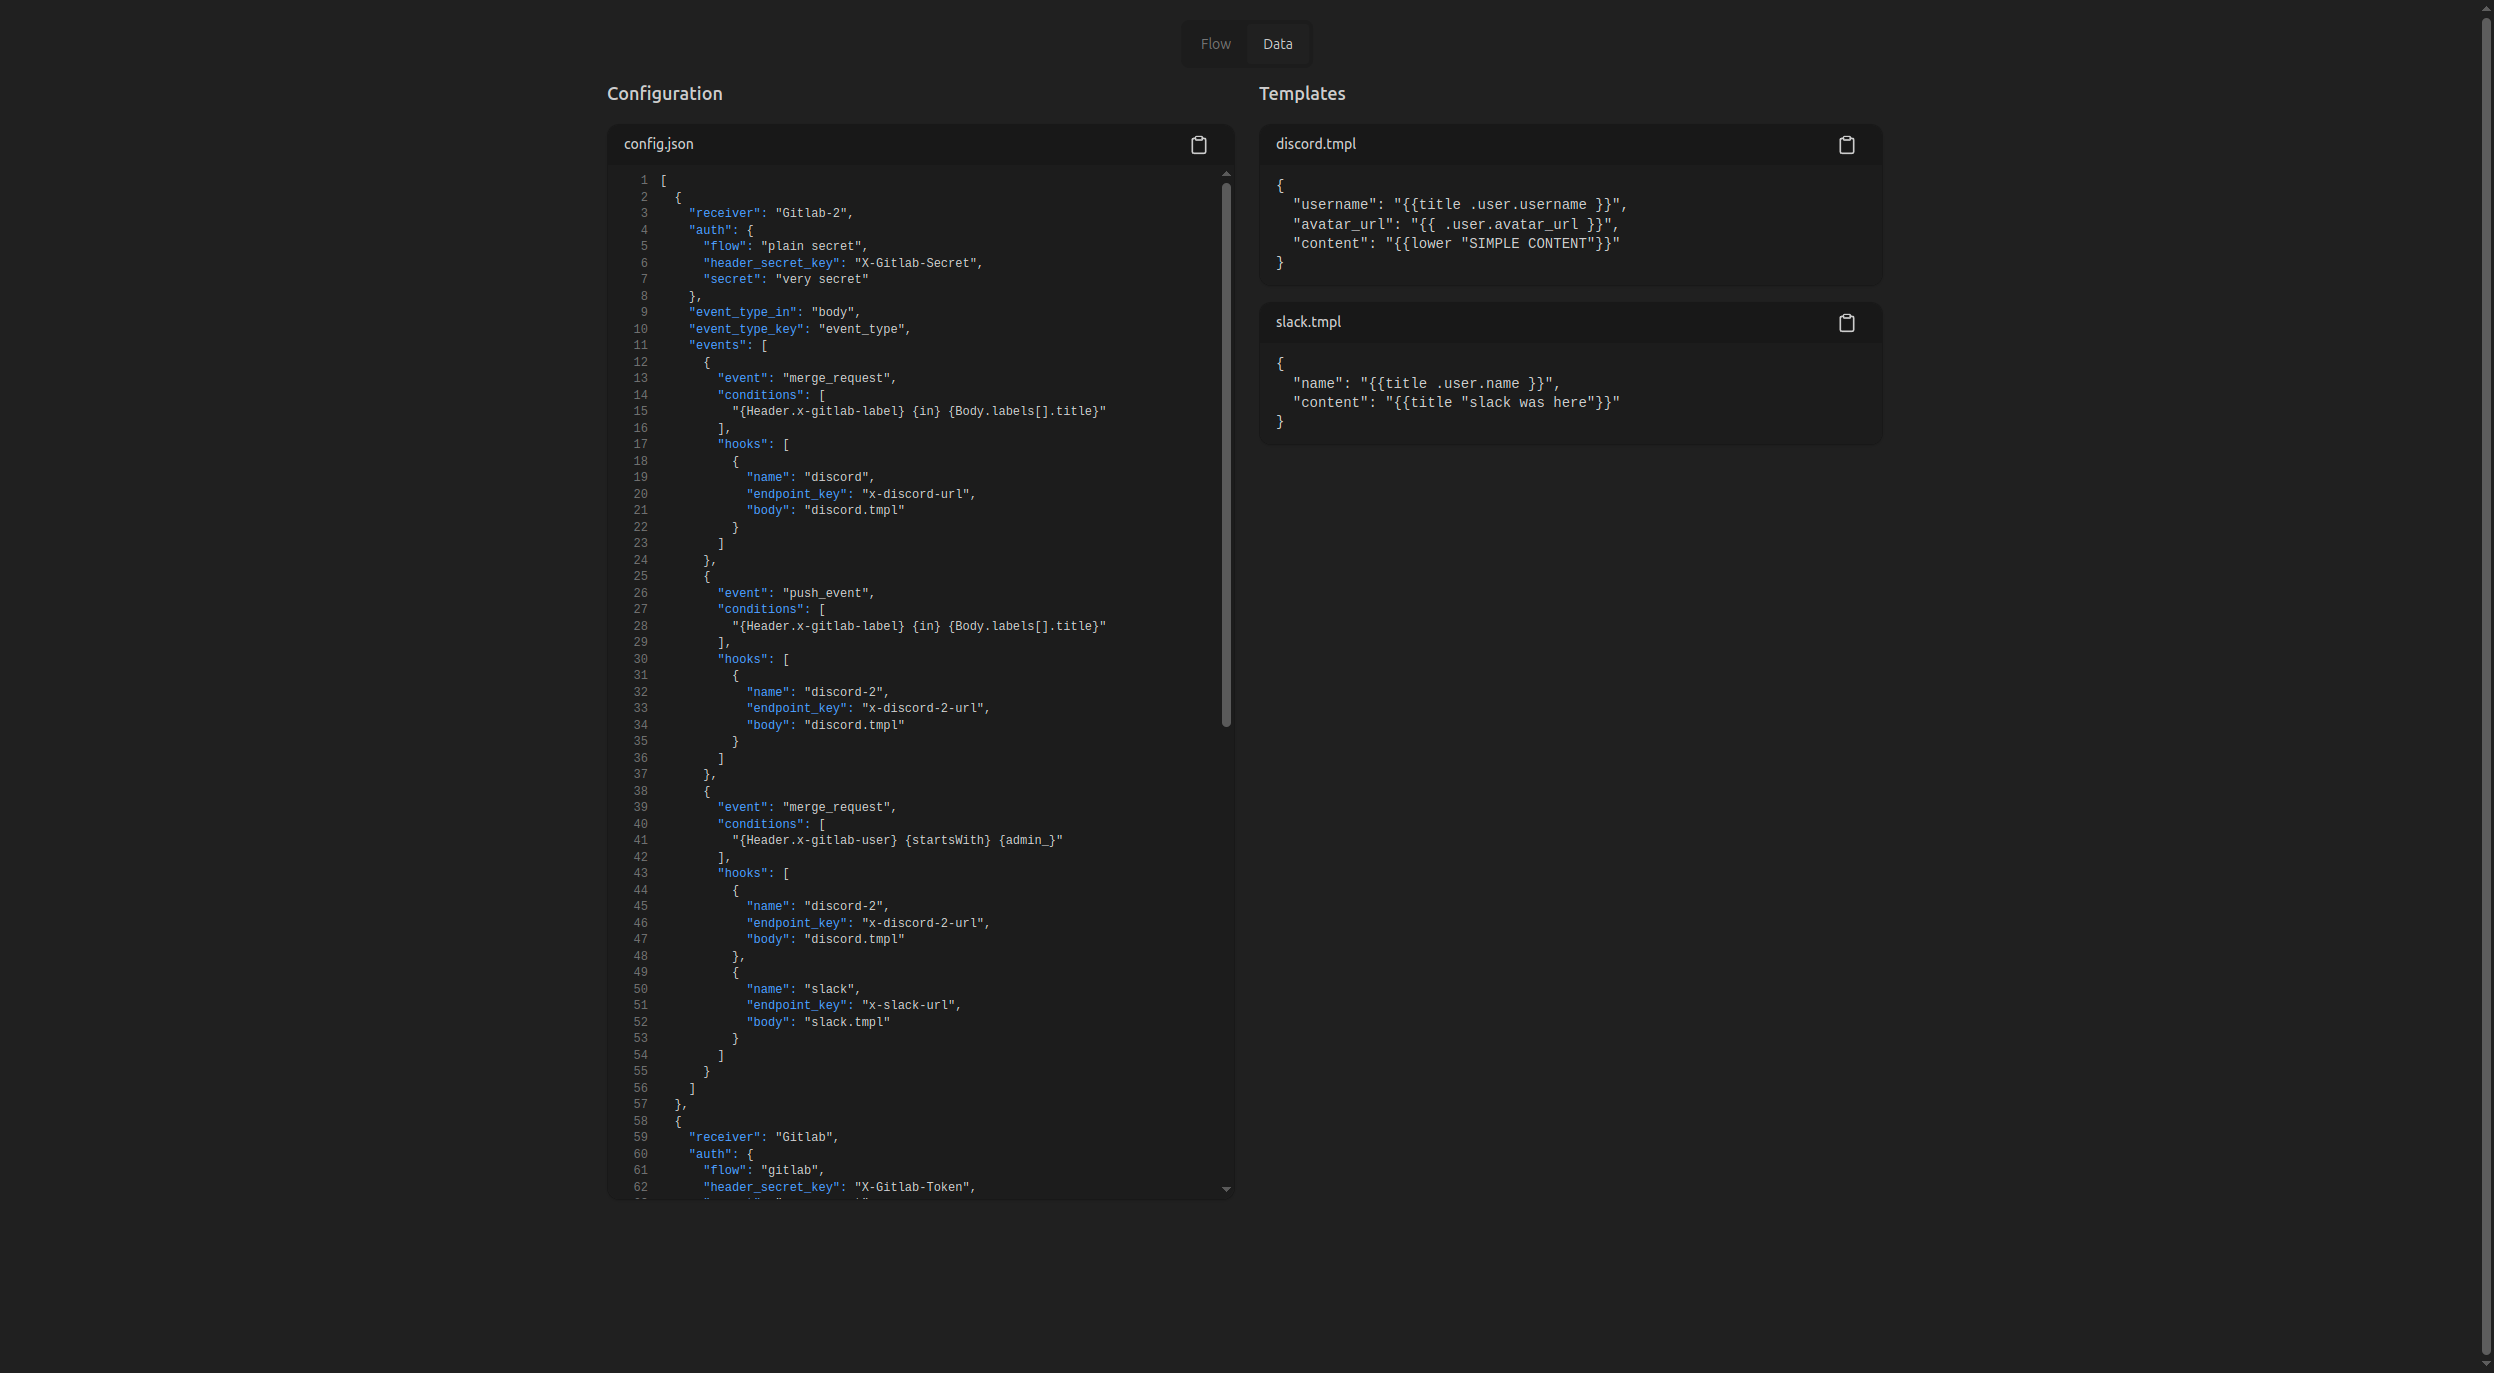 Flow Data
Configuration
config.json
1 [
2   {
3     "receiver": "Gitlab-2",
4     "auth": {
5       "flow": "plain secret",
6       "header_secret_key": "X-Gitlab-Secret",
7       "secret": "very secret"
8     },
9     "event_type_in": "body",
10     "event_type_key": "event_type",
11     "events": [
12       {
13         "event": "merge_request",
14         "conditions": [
15           "{Header.x-gitlab-label} {in} {Body.labels[].title}"
16         ],
17         "hooks": [
18           {
19             "name": "discord",
20             "endpoint_key": "x-discord-url",
21             "body": "discord.tmpl"
22           }
23         ]
24       },
25       {
26         "event": "push_event",
27         "conditions": [
28           "{Header.x-gitlab-label} {in} {Body.labels[].title}"
29         ],
30         "hooks": [
31           {
32             "name": "discord-2",
33             "endpoint_key": "x-discord-2-url",
34             "body": "discord.tmpl"
35           }
36         ]
37       },
38       {
39         "event": "merge_request",
40         "conditions": [
41           "{Header.x-gitlab-user} {startsWith} {admin_}"
42         ],
43         "hooks": [
44           {
45             "name": "discord-2",
46             "endpoint_key": "x-discord-2-url",
47             "body": "discord.tmpl"
48           },
49           {
50             "name": "slack",
51             "endpoint_key": "x-slack-url",
52             "body": "slack.tmpl"
53           }
54         ]
55       }
56     ]
57   },
58   {
59     "receiver": "Gitlab",
60     "auth": {
61       "flow": "gitlab",
62       "header_secret_key": "X-Gitlab-Token",
Templates
discord.tmpl
{
  "username": "{{title .user.username }}",
  "avatar_url": "{{ .user.avatar_url }}",
  "content": "{{lower "SIMPLE CONTENT"}}"
}
slack.tmpl
{
  "name": "{{title .user.name }}",
  "content": "{{title "slack was here"}}"
}